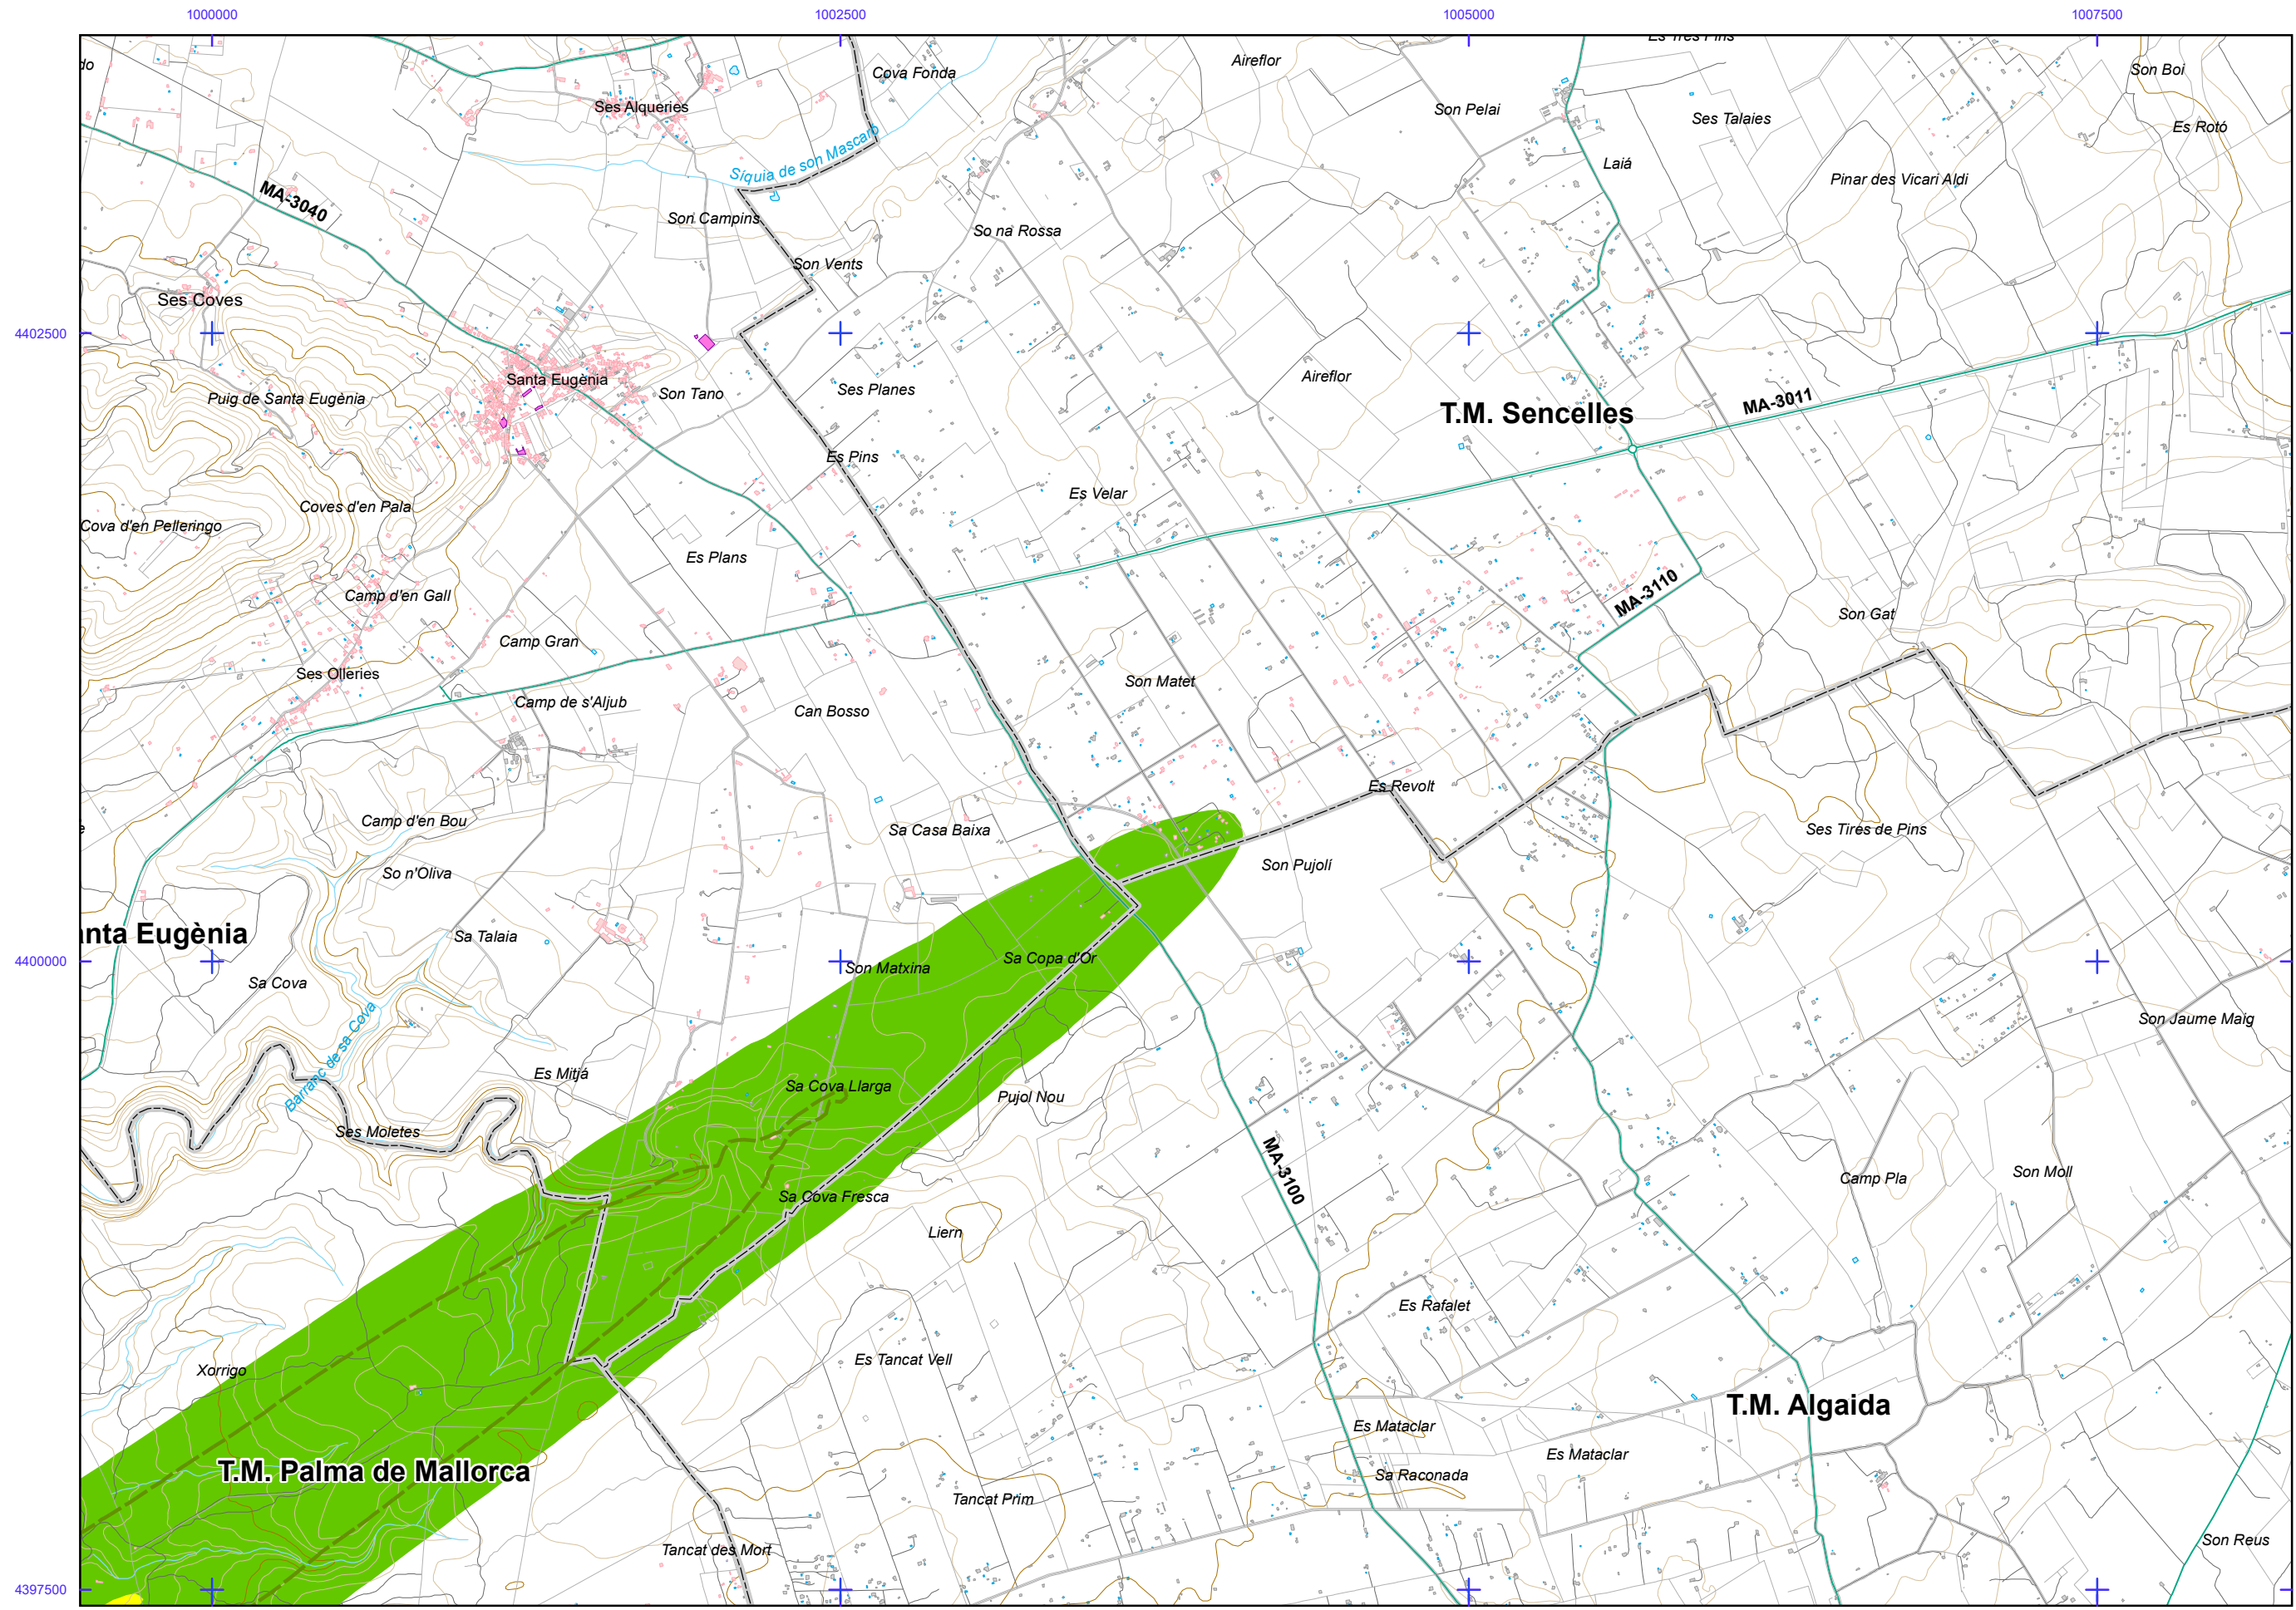 1000000
1002500
1005000
1007500
4402500
4400000
4397500
do
Es Tres Pins
Cova Fonda
Aireflor
Son Boi
Ses Alqueries
Son Pelai
Ses Talaies
Es Rotó
Síquia de son Mascaró
Laiá
Pinar des Vicari Aldi
MA-3040
Son Campins
So na Rossa
Son Vents
Ses Coves
Santa Eugènia
Puig de Santa Eugènia
Son Tano
Ses Planes
Aireflor
T.M. Sencelles
MA-3011
Es Pins
Coves d'en Pala
Cova d'en Pelleringo
Es Velar
Es Plans
Camp d'en Gall
MA-3110
Son Gat
Camp Gran
Ses Olleries
Son Matet
Camp de s'Aljub
Can Bosso
Es Revolt
Camp d'en Bou
Sa Casa Baixa
Ses Tires de Pins
So n'Oliva
Son Pujolí
anta Eugènia
Sa Talaia
Sa Copa d'Or
Son Matxina
Sa Cova
Barranc de sa Cova
Son Jaume Maig
Es Mitjá
Sa Cova Llarga
Pujol Nou
Ses Moletes
MA-3100
Camp Pla
Son Moll
Sa Cova Fresca
Liern
Es Rafalet
Es Tancat Vell
Xorrigo
T.M. Algaida
Es Mataclar
Es Mataclar
T.M. Palma de Mallorca
Sa Raconada
Tancat Prim
Tancat des Mort
Son Reus